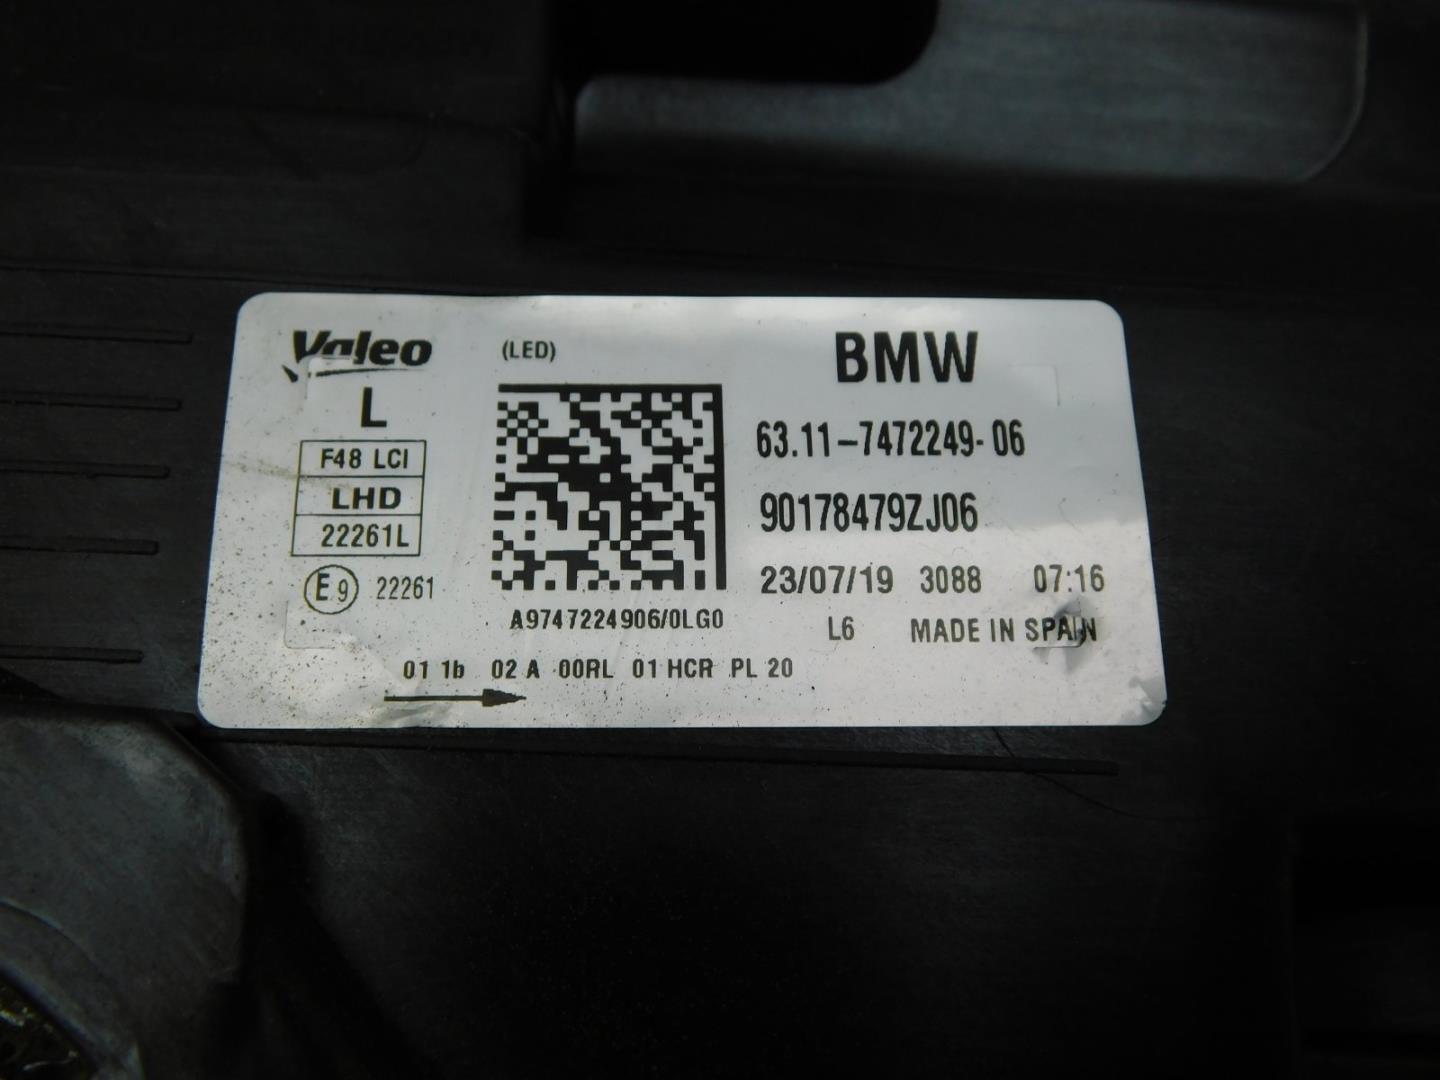 Valeo
(LED)
BMW
L
F48 LCI
LHD
22261L
E9 22261
A9747224906/0LG0
63.11-7472249-06
90178479ZJ06
23/07/19 3088 07:16
L6 MADE IN SPAIN
01 1b 02 A 00RL 01 HCR PL 20